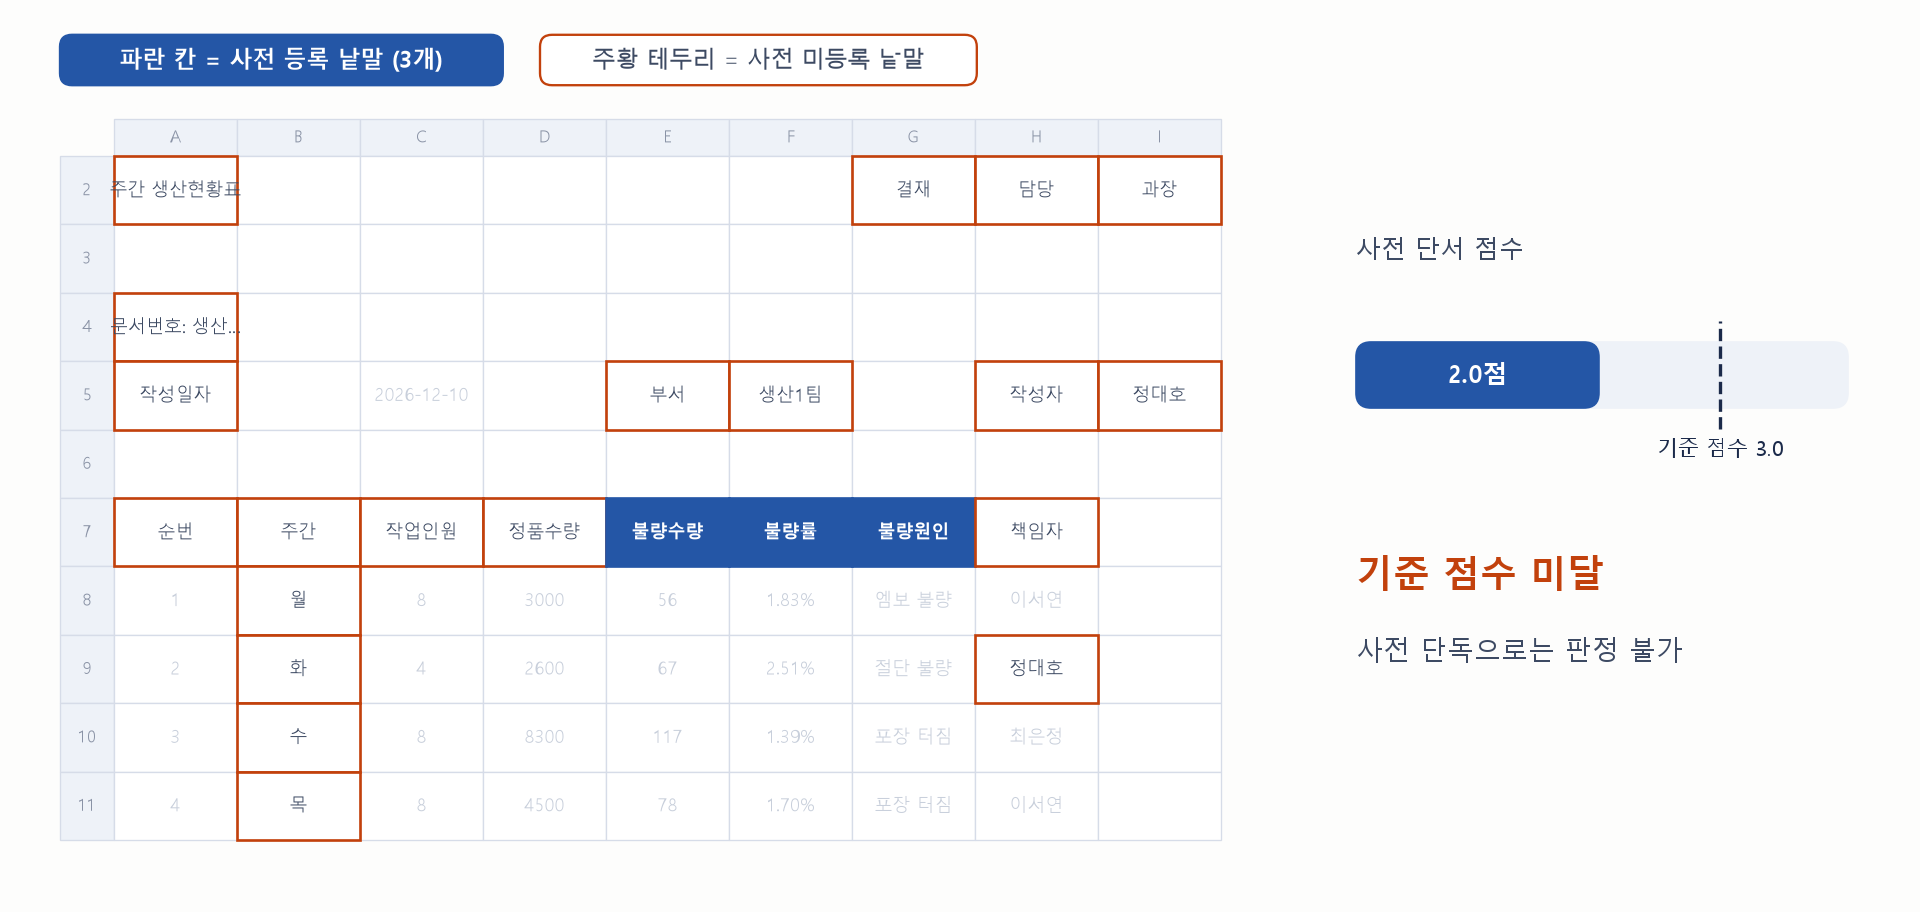 파란 칸 = 사전 등록 낱말 (3개)
주황 테두리 = 사전 미등록 낱말
A B C D E F G H I
2 주간 생산현황표 결재 담당 과장
3
4 문서번호: 생산...
5 작성일자 2026-12-10 부서 생산1팀 작성자 정대호
6
7 순번 주간 작업인원 정품수량 불량수량 불량률 불량원인 책임자
8 1 월 8 3000 56 1.83% 엠보 불량 이서연
9 2 화 4 2600 67 2.51% 절단 불량 정대호
10 3 수 8 8300 117 1.39% 포장 터짐 최은정
11 4 목 8 4500 78 1.70% 포장 터짐 이서연
사전 단서 점수
2.0점
기준 점수 3.0
기준 점수 미달
사전 단독으로는 판정 불가